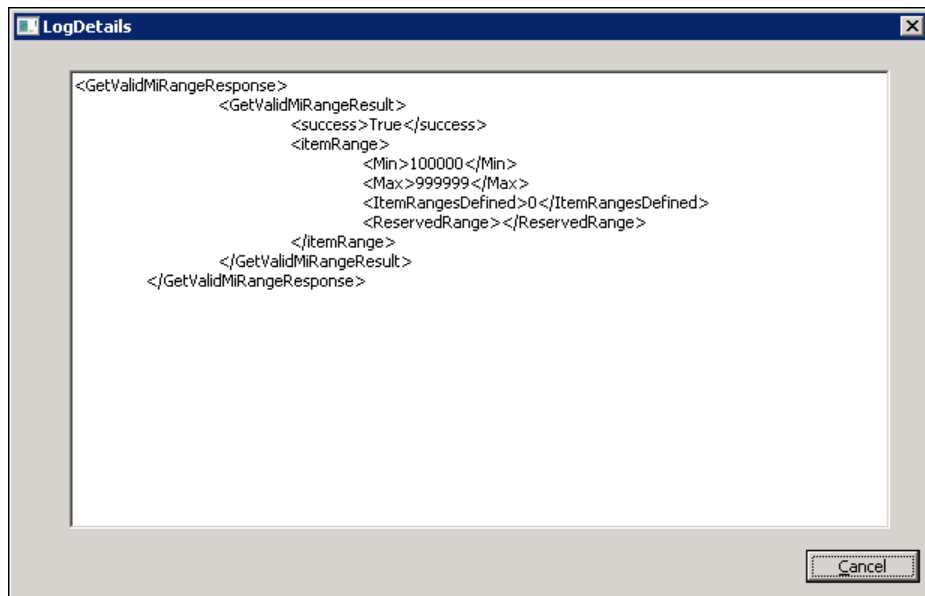 LogDetails
<GetValidMiRangeResponse>
<GetValidMiRangeResult>
<success>True</success>
<itemRange>
<Min>100000</Min>
<Max>999999</Max>
<ItemRangesDefined>0</ItemRangesDefined>
<ReservedRange></ReservedRange>
</itemRange>
</GetValidMiRangeResult>
</GetValidMiRangeResponse>
Cancel